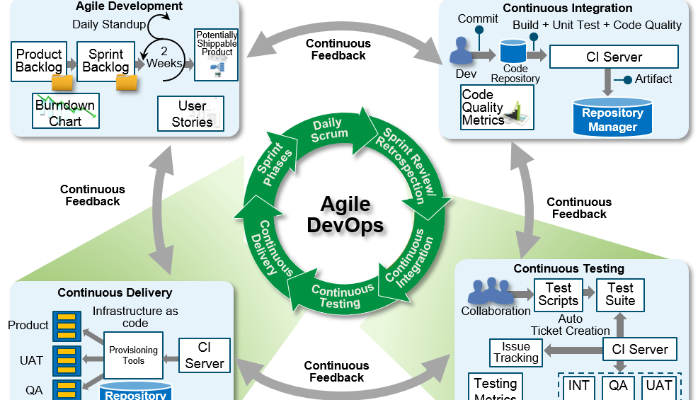 Agile Development
Daily Standup
Product
Backlog
Sprint
Backlog
2
Weeks
Potentially
Shippable
Product
Burndown
Chart
User
Stories
Continuous
Feedback
Continuous Integration
Commit
Build + Unit Test + Code Quality
Dev
Code
Repository
CI Server
Artifact
Code
Quality
Metrics
Repository
Manager
Continuous
Feedback
Continuous
Feedback
Agile
DevOps
Daily
Scrum
Sprint Review/
Retrospection
Continuous
Integration
Continuous
Testing
Continuous
Delivery
Sprint
Phases
Continuous Delivery
Infrastructure as
code
Product
UAT
QA
Provisioning
Tools
CI
Server
Repository
Continuous
Feedback
Continuous Testing
Collaboration
Test
Scripts
Test
Suite
Auto
Ticket Creation
Issue
Tracking
CI Server
Testing
Metrics
INT
QA
UAT